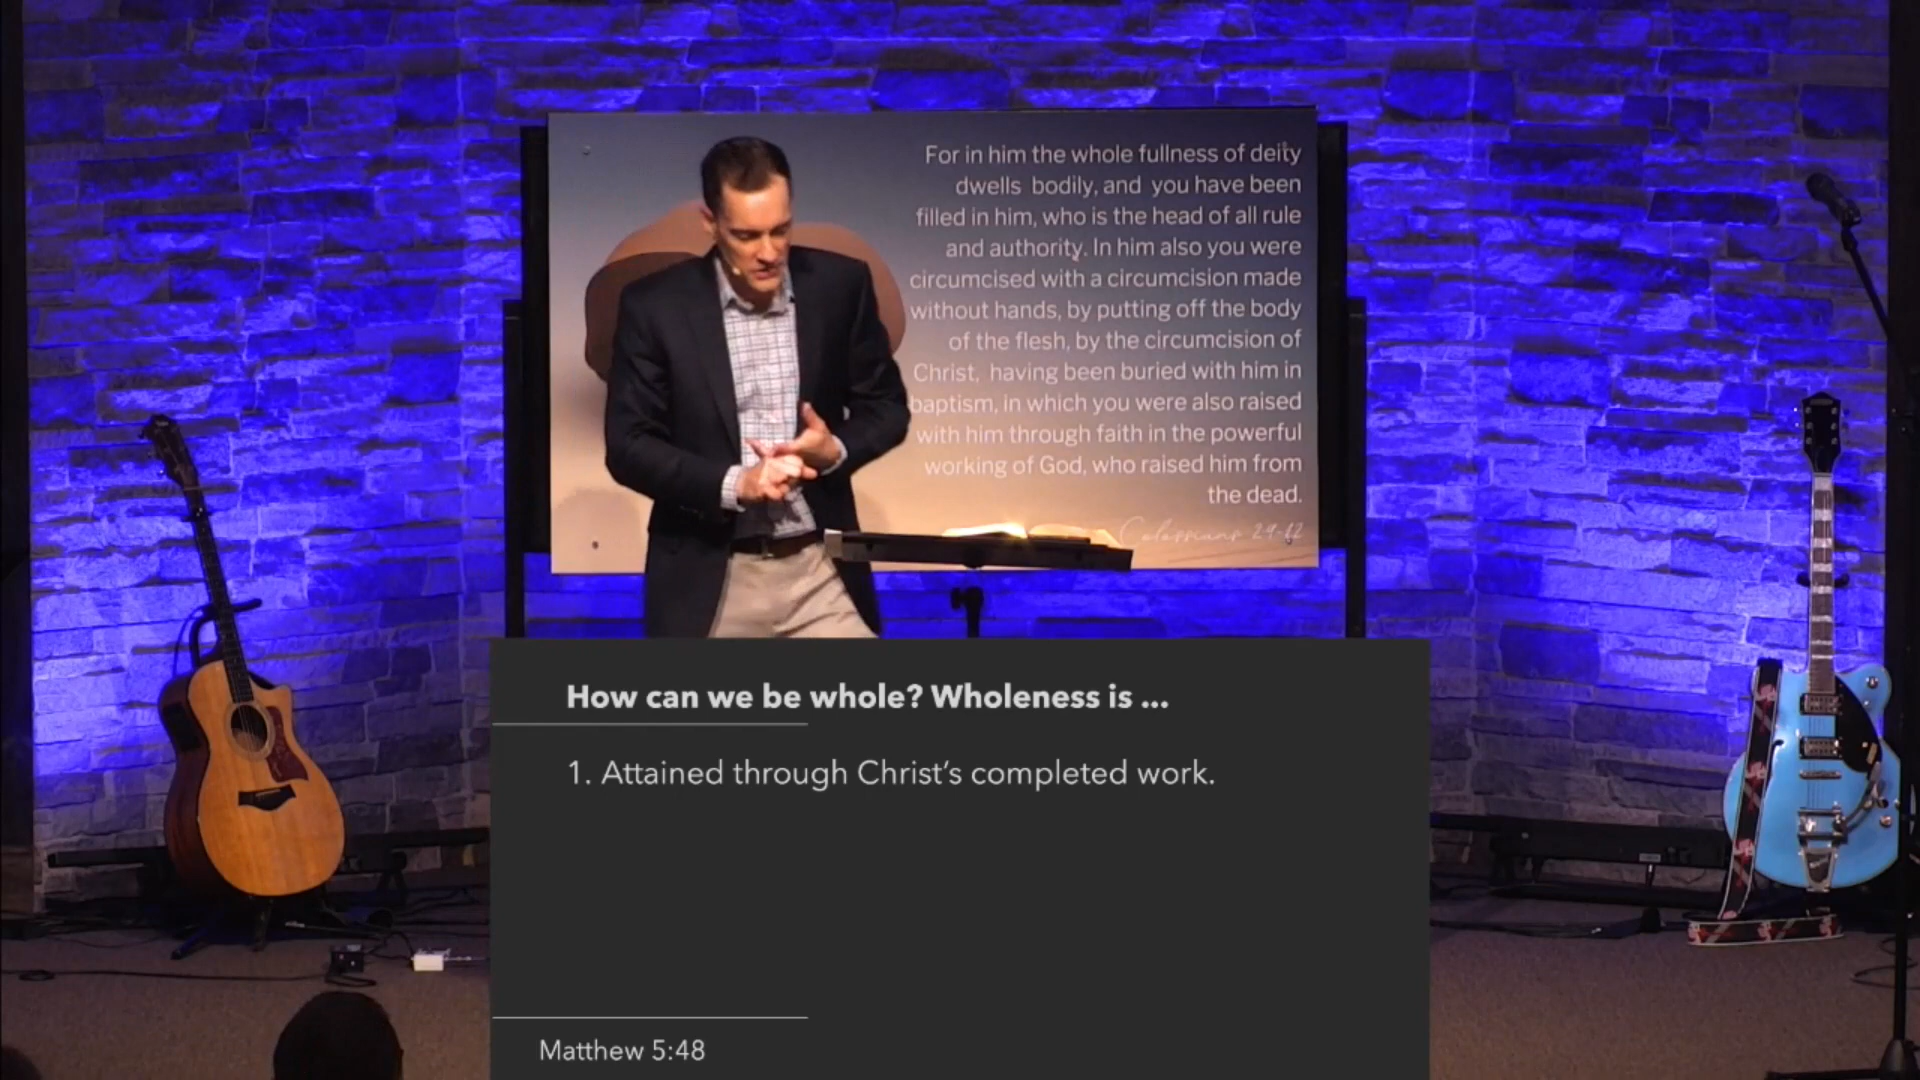 For in him the whole fullness of deity
dwells bodily, and you have been
filled in him, who is the head of all rule
and authority. In him also you were
circumcised with a circumcision made
without hands, by putting off the body
of the flesh, by the circumcision of
Christ, having been buried with him in
baptism, in which you were also raised
with him through faith in the powerful
working of God, who raised him from
the dead.
Colossians 2:9-12
How can we be whole? Wholeness is ...
1. Attained through Christ's completed work.
Matthew 5:48